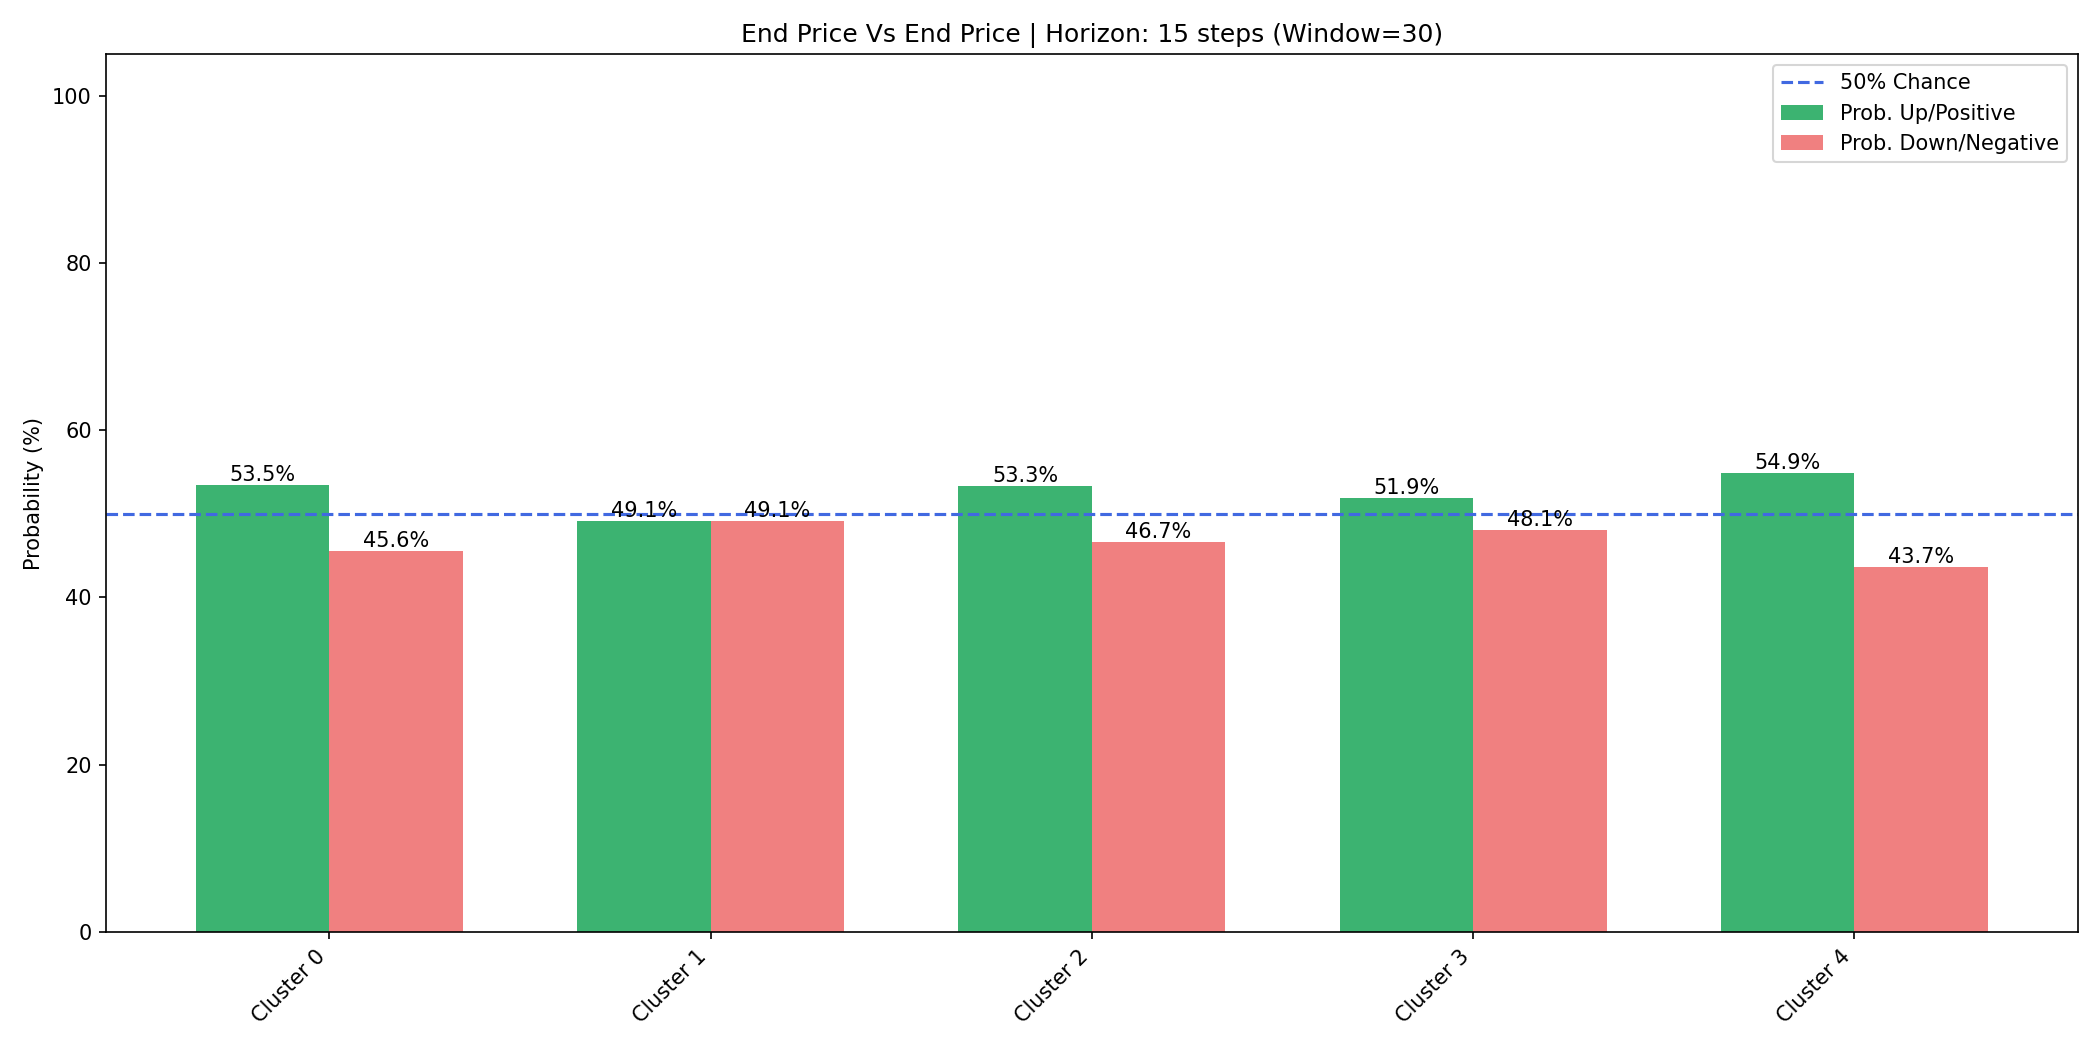 End Price Vs End Price | Horizon: 15 steps (Window=30)
50% Chance
Prob. Up/Positive
Prob. Down/Negative
Probability (%)
100
80
60
40
20
0
53.5%
45.6%
49.1%
49.1%
53.3%
46.7%
51.9%
48.1%
54.9%
43.7%
Cluster 0
Cluster 1
Cluster 2
Cluster 3
Cluster 4